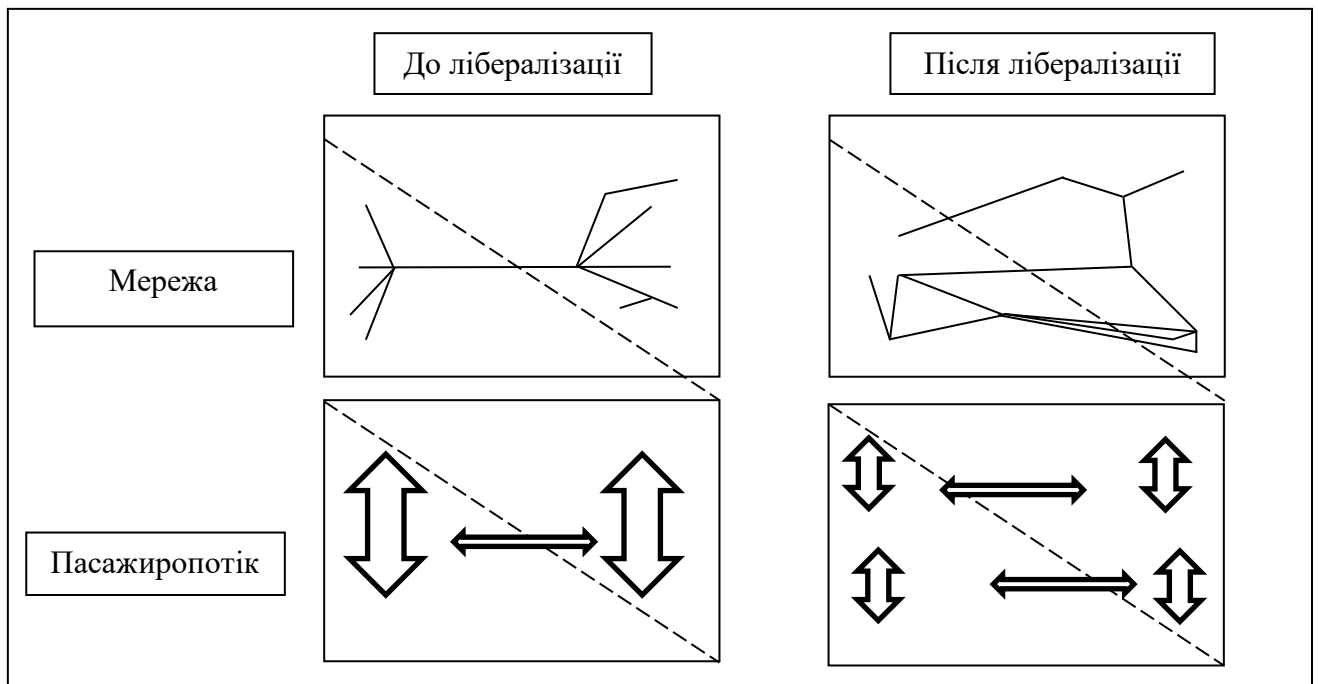 До лібералізації
Після лібералізації
Мережа
Пасажиропотік